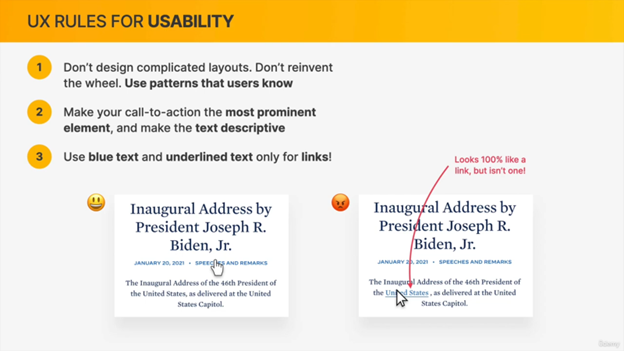 UX RULES FOR USABILITY
1 Don't design complicated layouts. Don't reinvent
the wheel. Use patterns that users know
2 Make your call-to-action the most prominent
element, and make the text descriptive
3 Use blue text and underlined text only for links!
Looks 100% like a
link, but isn't one!
Inaugural Address by
President Joseph R.
Biden, Jr.
JANUARY 20, 2021 • SPEECHES AND REMARKS
The Inaugural Address of the 46th President of
the United States, as delivered at the United
States Capitol.
Inaugural Address by
President Joseph R.
Biden, Jr.
JANUARY 20, 2021 • SPEECHES AND REMARKS
The Inaugural Address of the 46th President of
the United States , as delivered at the United
States Capitol.
Udemy